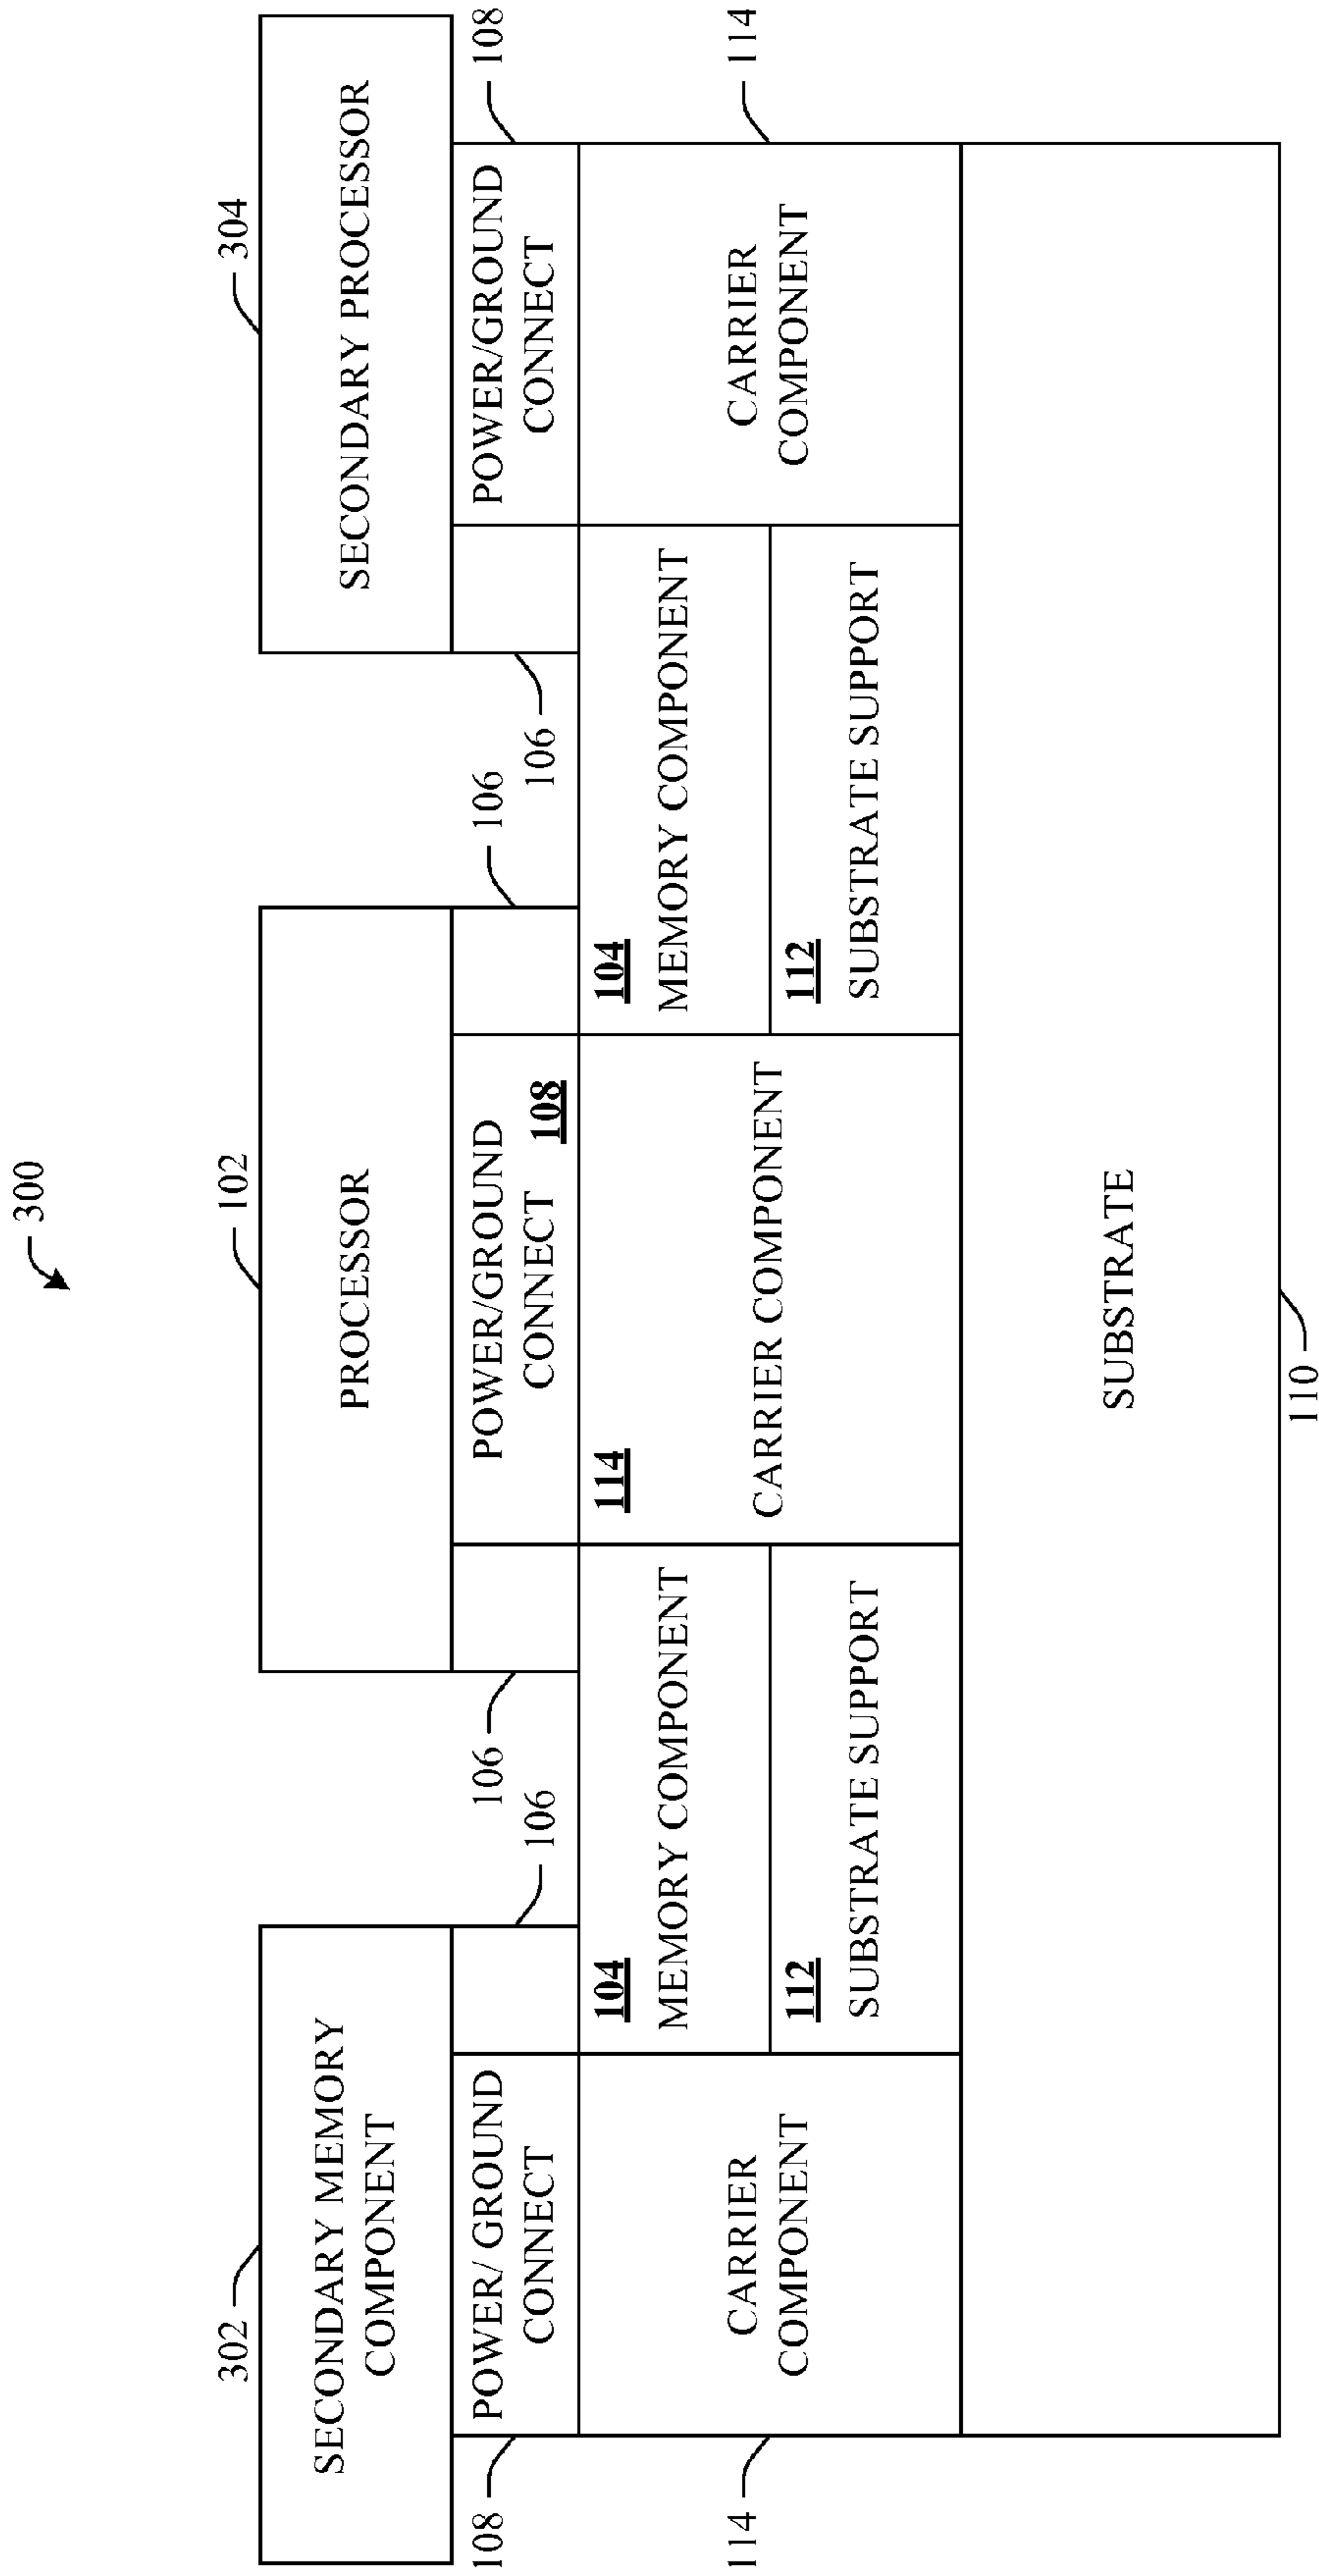 300
302
102
304
SECONDARY MEMORY
COMPONENT
PROCESSOR
SECONDARY PROCESSOR
108
POWER/ GROUND
CONNECT
106
106
POWER/GROUND
CONNECT
108
106
106
POWER/GROUND
CONNECT
108
114
CARRIER
COMPONENT
104
MEMORY COMPONENT
112
SUBSTRATE SUPPORT
114
CARRIER COMPONENT
104
MEMORY COMPONENT
112
SUBSTRATE SUPPORT
CARRIER
COMPONENT
114
SUBSTRATE
110